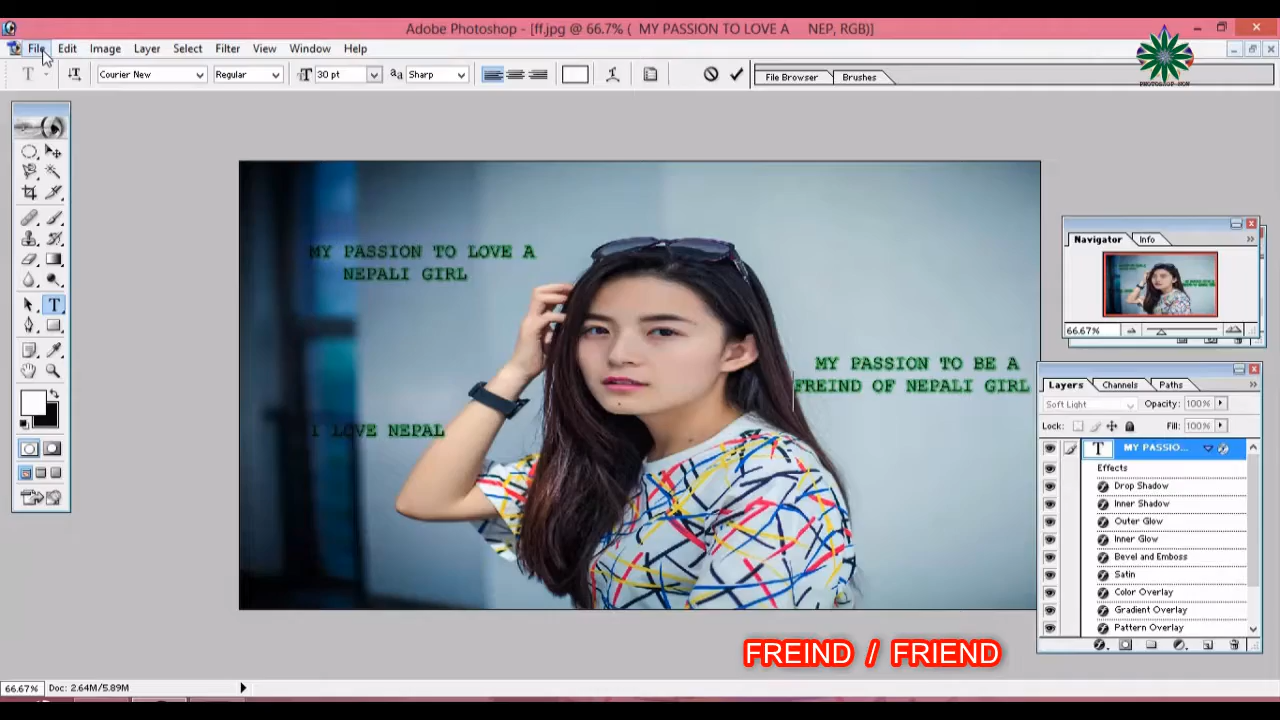 Adobe Photoshop - [ff.jpg @ 66.7% ( MY PASSION TO LOVE A NEP, RGB)]
File Edit Image Layer Select Filter View Window Help
T Courier New Regular T 30 pt aa Sharp File Browser Brushes
PHOTOSHOP NOW
Navigator Info
66.67%
MY PASSION TO LOVE A
NEPALI GIRL
MY PASSION TO BE A
FREIND OF NEPALI GIRL
I LOVE NEPAL
Layers Channels Paths
Soft Light Opacity: 100%
Lock: Fill: 100%
T MY PASSIO...
Effects
Drop Shadow
Inner Shadow
Outer Glow
Inner Glow
Bevel and Emboss
Satin
Color Overlay
Gradient Overlay
Pattern Overlay
FREIND / FRIEND
66.67% Doc: 2.64M/5.89M